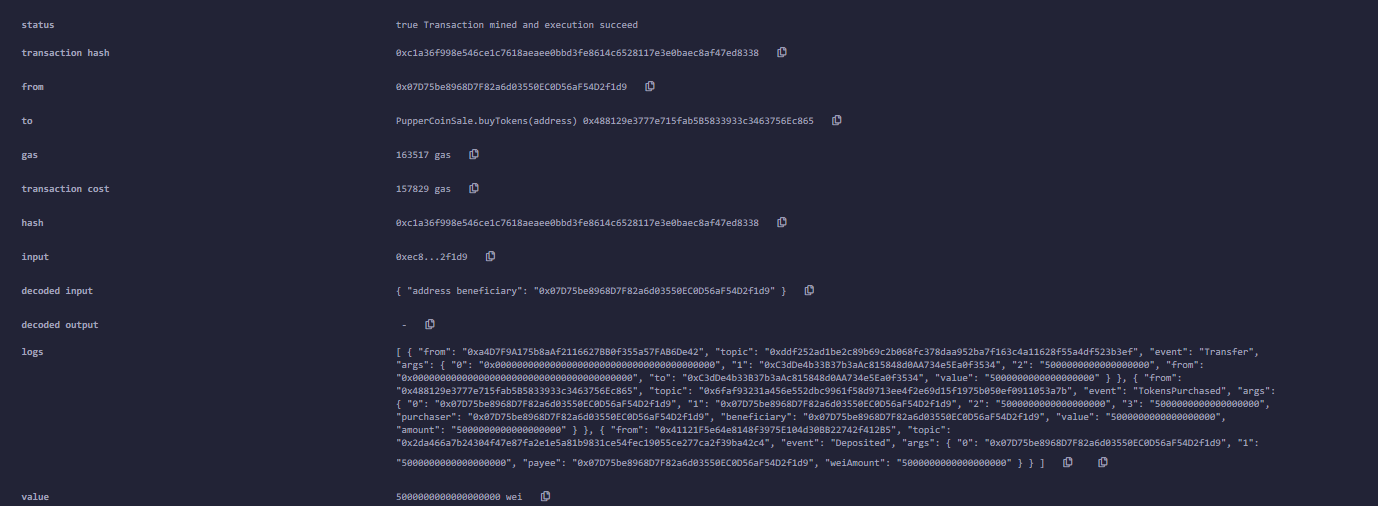 status true Transaction mined and execution succeed
transaction hash 0xc1a36f998e546ce1c7618aeaee0bbd3fe8614c6528117e3e0baec8af47ed8338
from 0x07D75be8968D7F82a6d03550EC0D56aF54D2f1d9
to PupperCoinSale.buyTokens(address) 0x488129e3777e715fab5B5833933c3463756Ec865
gas 163517 gas
transaction cost 157829 gas
hash 0xc1a36f998e546ce1c7618aeaee0bbd3fe8614c6528117e3e0baec8af47ed8338
input 0xec8...2f1d9
decoded input { "address beneficiary": "0x07D75be8968D7F82a6d03550EC0D56aF54D2f1d9" }
decoded output -
logs [ { "from": "0xa4D7F9A175b8aAf2116627BB0f355a57FAB6De42", "topic": "0xddf252ad1be2c89b69c2b068fc378daa952ba7f163c4a11628f55a4df523b3ef", "event": "Transfer",
"args": { "0": "0x0000000000000000000000000000000000000000", "1": "0xC3dDe4b33B37b3aAc815848d0AA734e5Ea0f3534", "2": "5000000000000000000", "from":
"0x0000000000000000000000000000000000000000", "to": "0xC3dDe4b33B37b3aAc815848d0AA734e5Ea0f3534", "value": "5000000000000000000" } }, { "from":
"0x488129e3777e715fab5B5833933c3463756Ec865", "topic": "0x6faf93231a456e552dbc9961f58d9713ee4f2e69d15f1975b050ef0911053a7b", "event": "TokensPurchased", "args":
{ "0": "0x07D75be8968D7F82a6d03550EC0D56aF54D2f1d9", "1": "0x07D75be8968D7F82a6d03550EC0D56aF54D2f1d9", "2": "5000000000000000000", "3": "5000000000000000000",
"purchaser": "0x07D75be8968D7F82a6d03550EC0D56aF54D2f1d9", "beneficiary": "0x07D75be8968D7F82a6d03550EC0D56aF54D2f1d9", "value": "5000000000000000000",
"amount": "5000000000000000000" } }, { "from": "0x41121F5e64e8148f3975E104d30BB22742f412B5", "topic":
"0x2da466a7b24304f47e87fa2e1e5a81b9831ce54fec19055ce277ca2f39ba42c4", "event": "Deposited", "args": { "0": "0x07D75be8968D7F82a6d03550EC0D56aF54D2f1d9", "1":
"5000000000000000000", "payee": "0x07D75be8968D7F82a6d03550EC0D56aF54D2f1d9", "weiAmount": "5000000000000000000" } } ]
value 5000000000000000000 wei